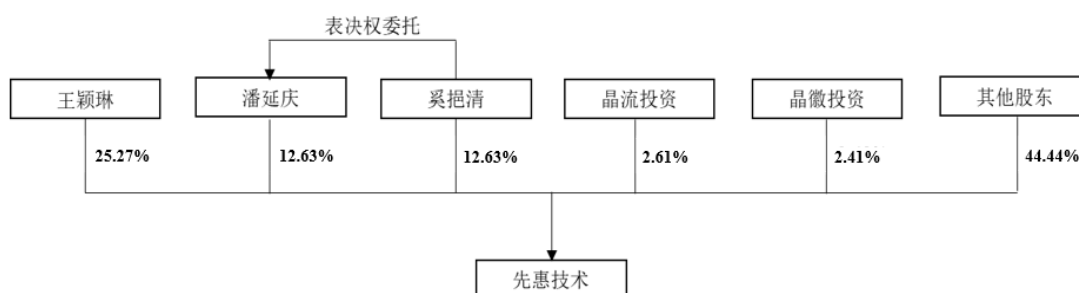 表决权委托
王颖琳
潘延庆
奚挹清
晶流投资
晶徽投资
其他股东
25.27%
12.63%
12.63%
2.61%
2.41%
44.44%
先惠技术